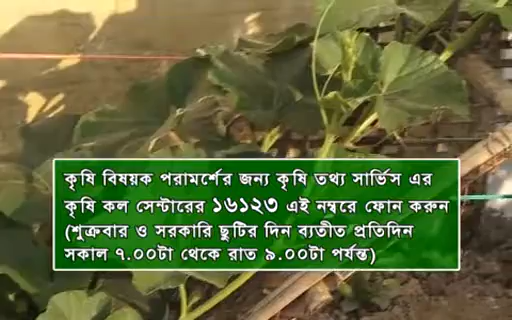 কৃষি বিষয়ক পরামর্শের জন্য কৃষি তথ্য সার্ভিস এর
কৃষি কল সেন্টারের ১৬১২৩ এই নম্বরে ফোন করুন
(শুক্রবার ও সরকারি ছুটির দিন ব্যতীত প্রতিদিন
সকাল ৭.০০টা থেকে রাত ৯.০০টা পর্যন্ত)